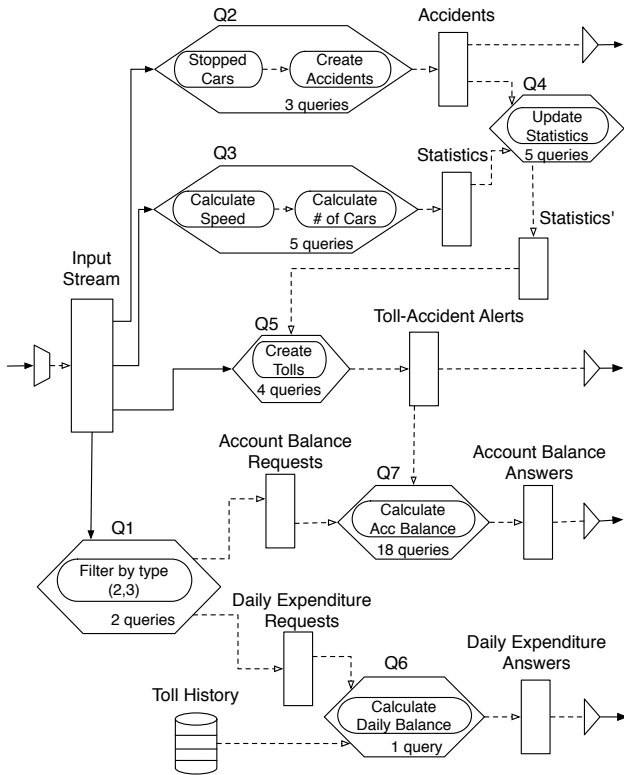 Q2
Accidents
Stopped
Cars
Create
Accidents
3 queries
Q4
Update
Statistics
5 queries
Q3
Statistics
Calculate
Speed
Calculate
# of Cars
5 queries
Statistics'
Input
Stream
Q5
Toll-Accident Alerts
Create
Tolls
4 queries
Account Balance
Requests
Q7
Account Balance
Answers
Calculate
Acc Balance
18 queries
Q1
Filter by type
(2,3)
2 queries
Daily Expenditure
Requests
Q6
Daily Expenditure
Answers
Toll History
Calculate
Daily Balance
1 query